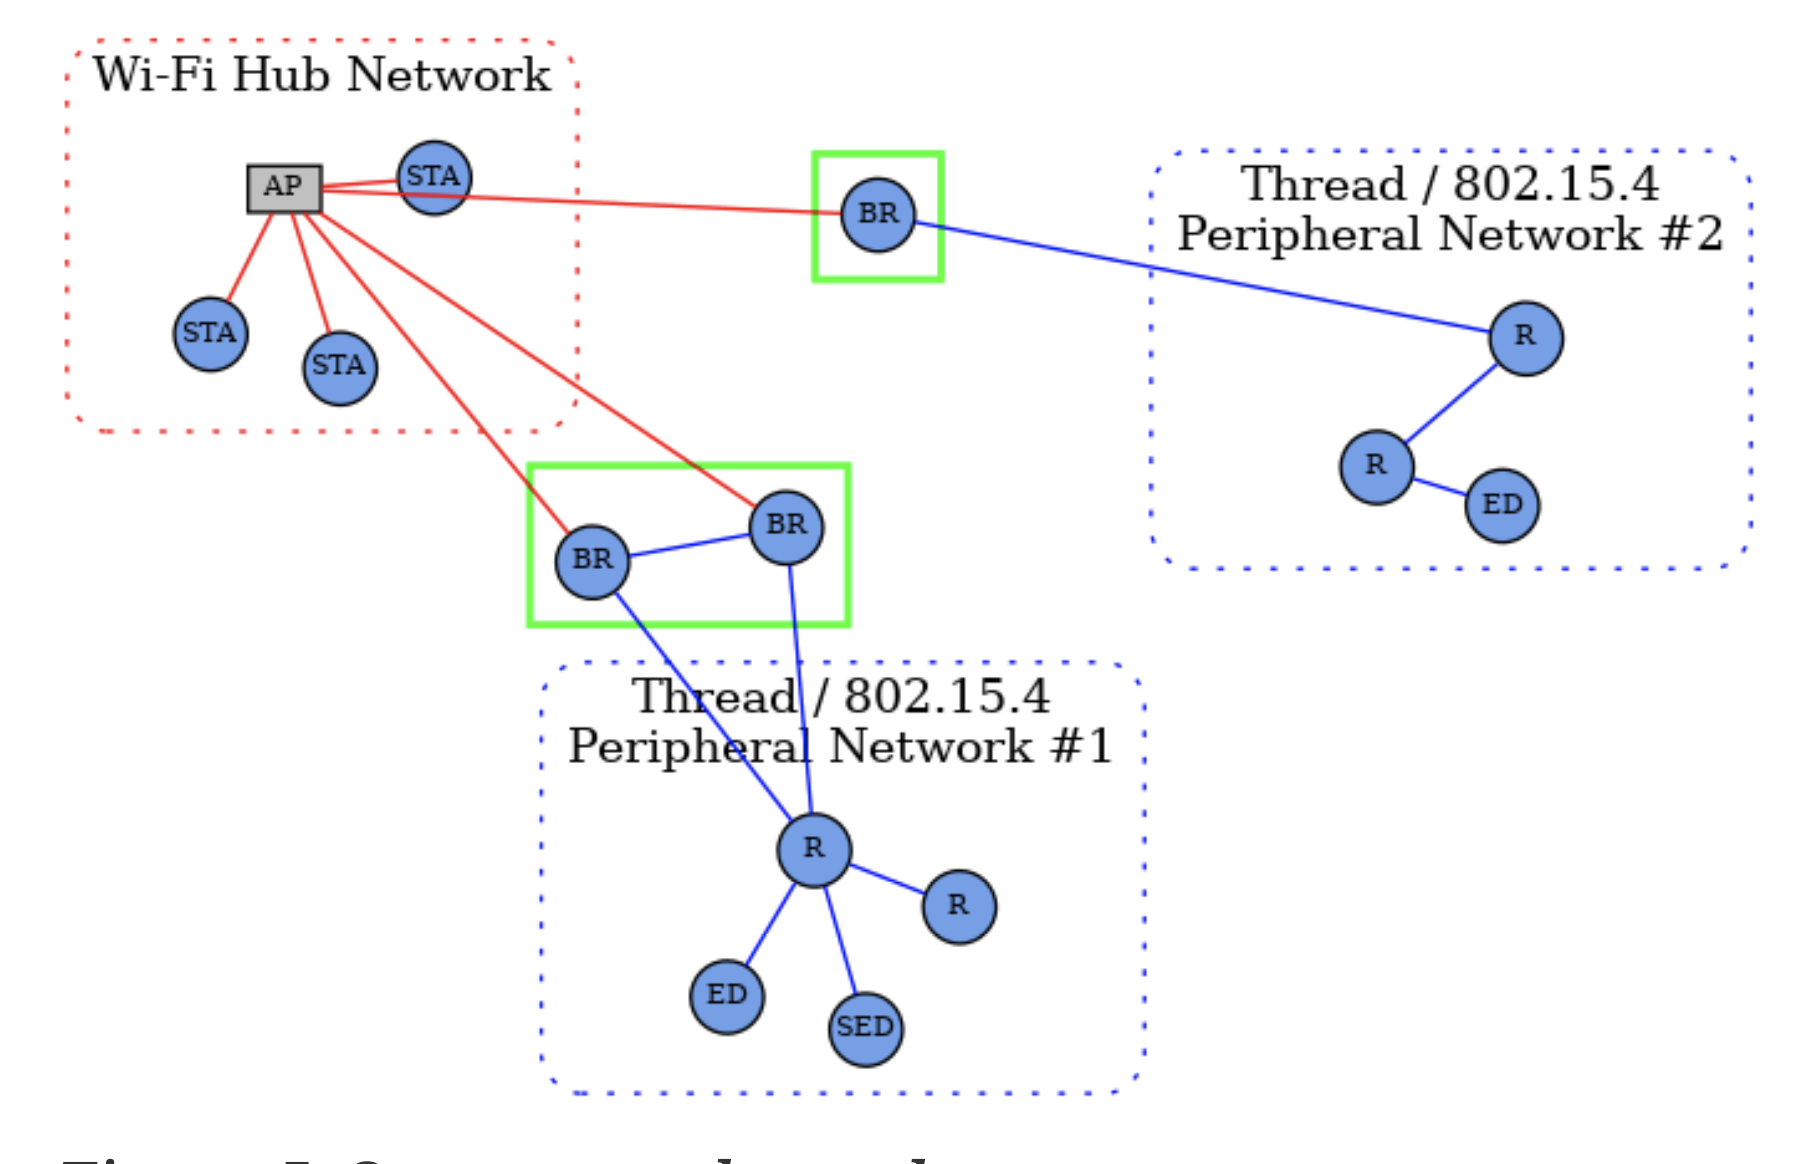 Wi-Fi Hub Network
AP
STA
STA
STA
BR
Thread / 802.15.4
Peripheral Network #2
R
R
ED
BR
BR
Thread / 802.15.4
Peripheral Network #1
R
R
ED
SED